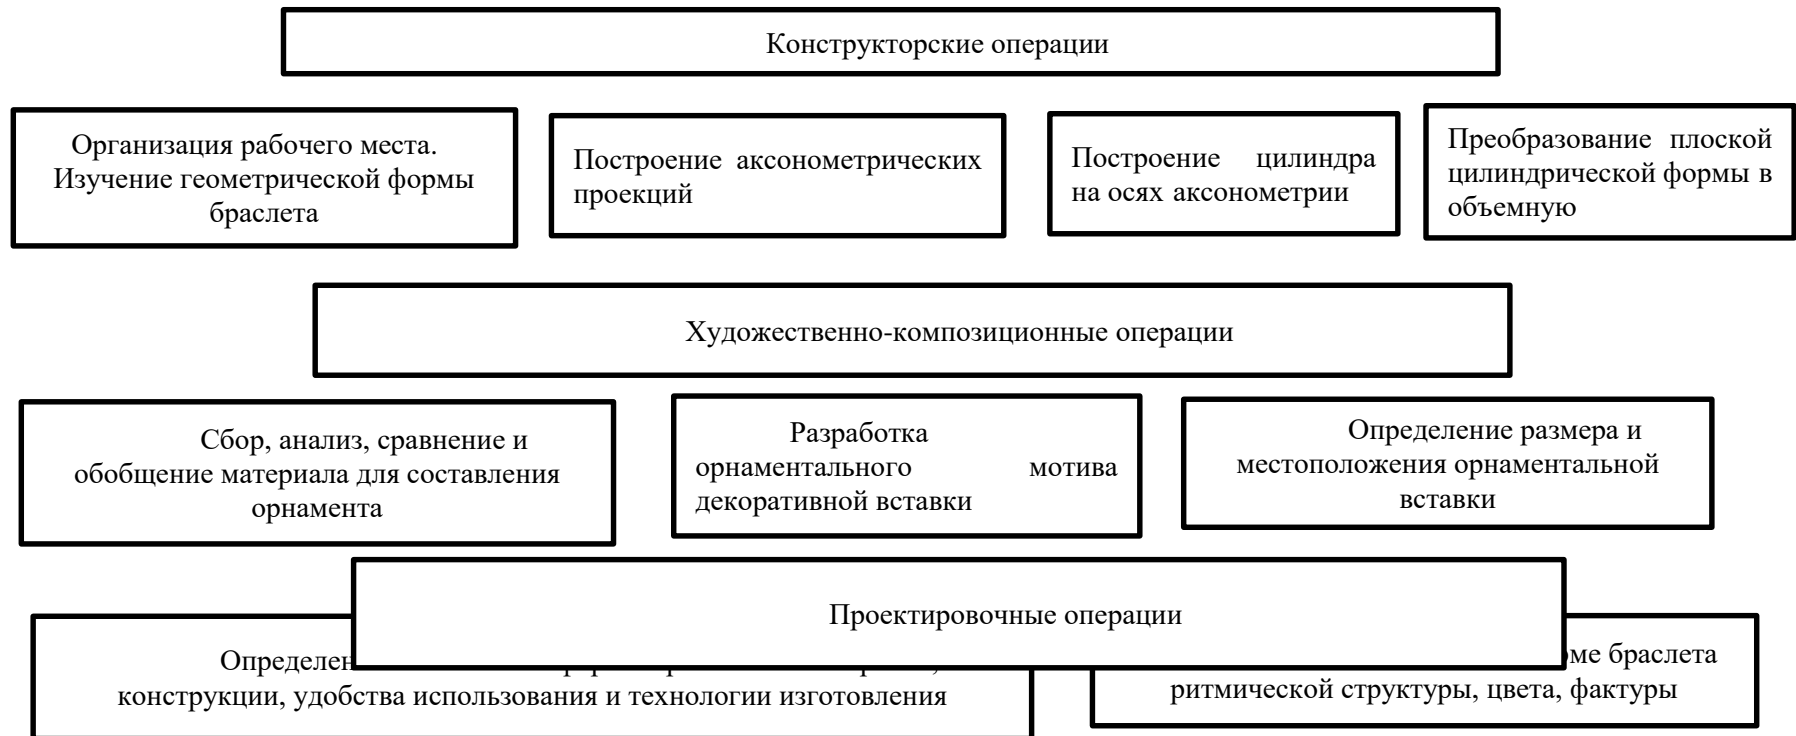 Конструкторские операции
Организация рабочего места.
Изучение геометрической формы
браслета
Построение аксонометрических
проекций
Построение цилиндра
на осях аксонометрии
Преобразование плоской
цилиндрической формы в
объемную
Художественно-композиционные операции
Сбор, анализ, сравнение и
обобщение материала для составления
орнамента
Разработка
орнаментального мотива
декоративной вставки
Определение размера и
местоположения орнаментальной
вставки
Проектировочные операции
конструкции, удобства использования и технологии изготовления
браслета
ритмической структуры, цвета, фактуры